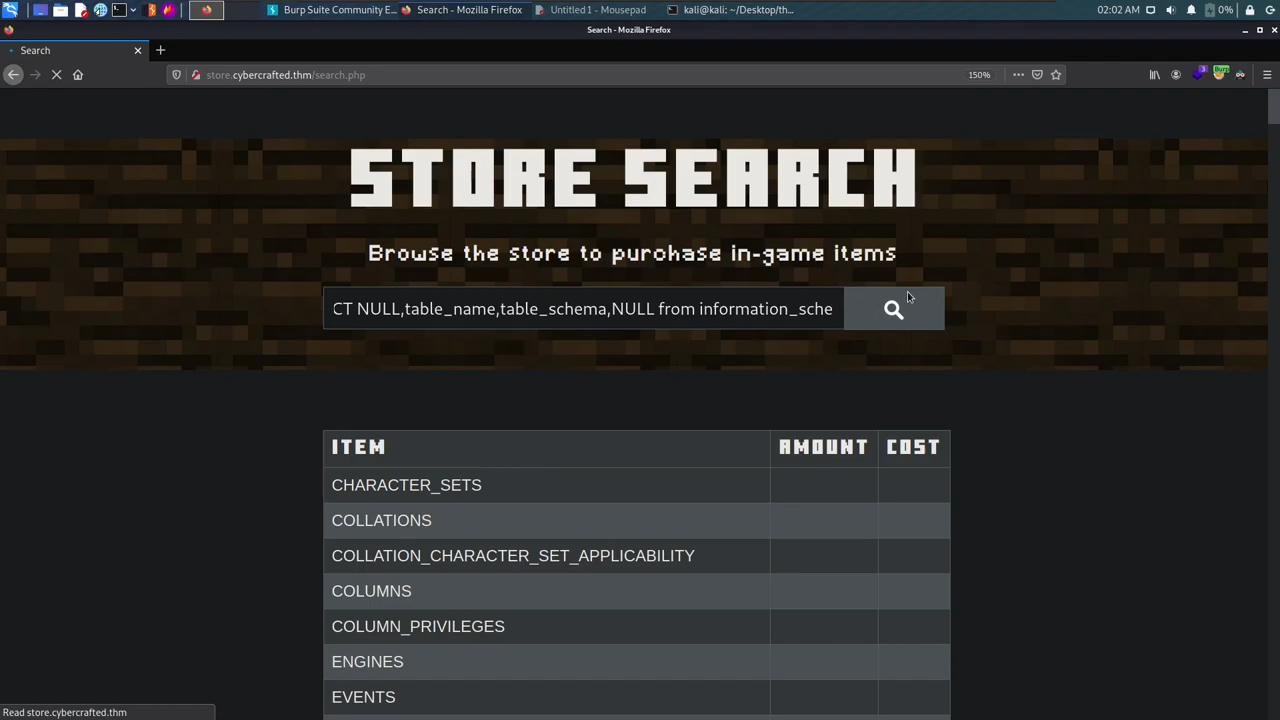 Burp Suite Community E...
Search - Mozilla Firefox
Untitled 1 - Mousepad
kali@kali: ~/Desktop/th...
02:02 AM
0%
Search - Mozilla Firefox
Search
store.cybercrafted.thm/search.php
150%
3
Burp
STORE SEARCH
Browse the store to purchase in-game items
CT NULL,table_name,table_schema,NULL from information_sche
ITEM AMOUNT COST
CHARACTER_SETS
COLLATIONS
COLLATION_CHARACTER_SET_APPLICABILITY
COLUMNS
COLUMN_PRIVILEGES
ENGINES
EVENTS
Read store.cybercrafted.thm